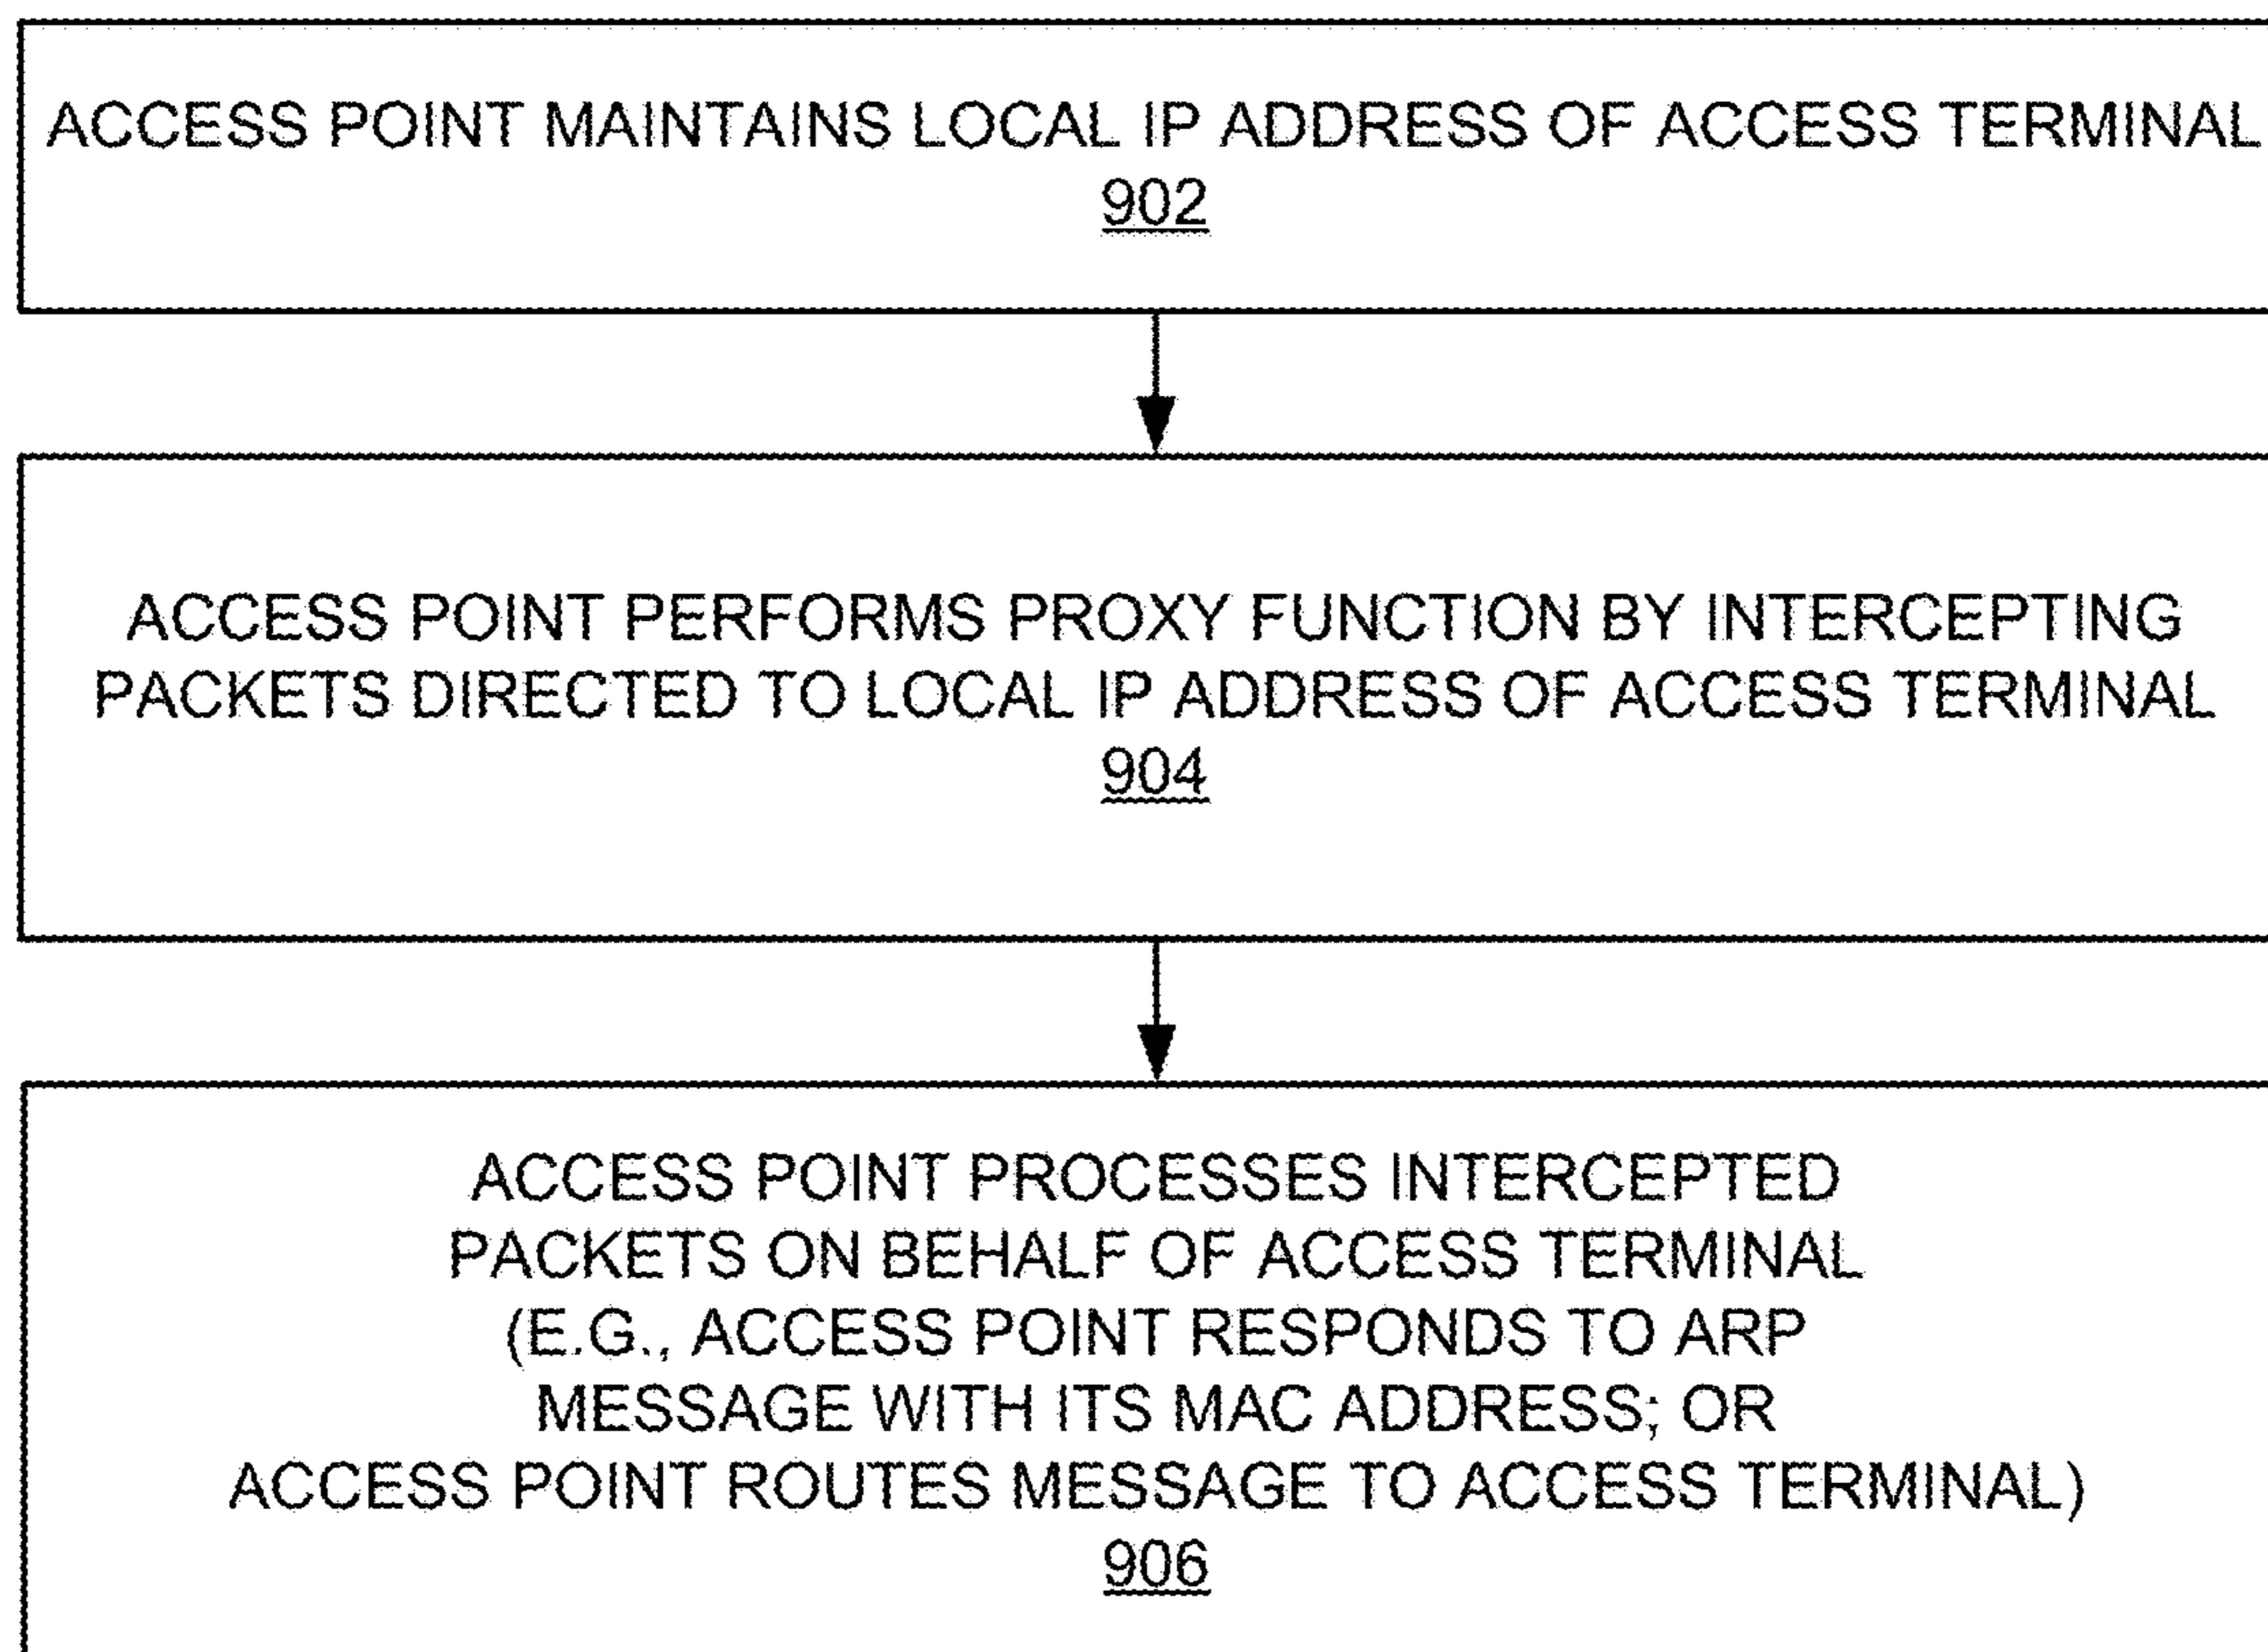 ACCESS POINT MAINTAINS LOCAL IP ADDRESS OF ACCESS TERMINAL
902
ACCESS POINT PERFORMS PROXY FUNCTION BY INTERCEPTING
PACKETS DIRECTED TO LOCAL IP ADDRESS OF ACCESS TERMINAL
904
ACCESS POINT PROCESSES INTERCEPTED
PACKETS ON BEHALF OF ACCESS TERMINAL
(E.G., ACCESS POINT RESPONDS TO ARP
MESSAGE WITH ITS MAC ADDRESS; OR
ACCESS POINT ROUTES MESSAGE TO ACCESS TERMINAL)
906